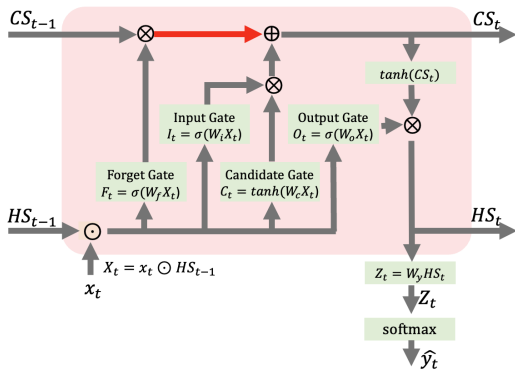 CS_{t−1}
⊗
⊕
CS_t
tanh(CS_t)
⊗
Input Gate
I_t = σ(W_i X_t)
Output Gate
O_t = σ(W_o X_t)
⊗
Forget Gate
F_t = σ(W_f X_t)
Candidate Gate
C_t = tanh(W_c X_t)
HS_{t−1}
⊙
HS_t
X_t = x_t ⊙ HS_{t−1}
x_t
Z_t = W_y HS_t
Z_t
softmax
\hat{y_t}